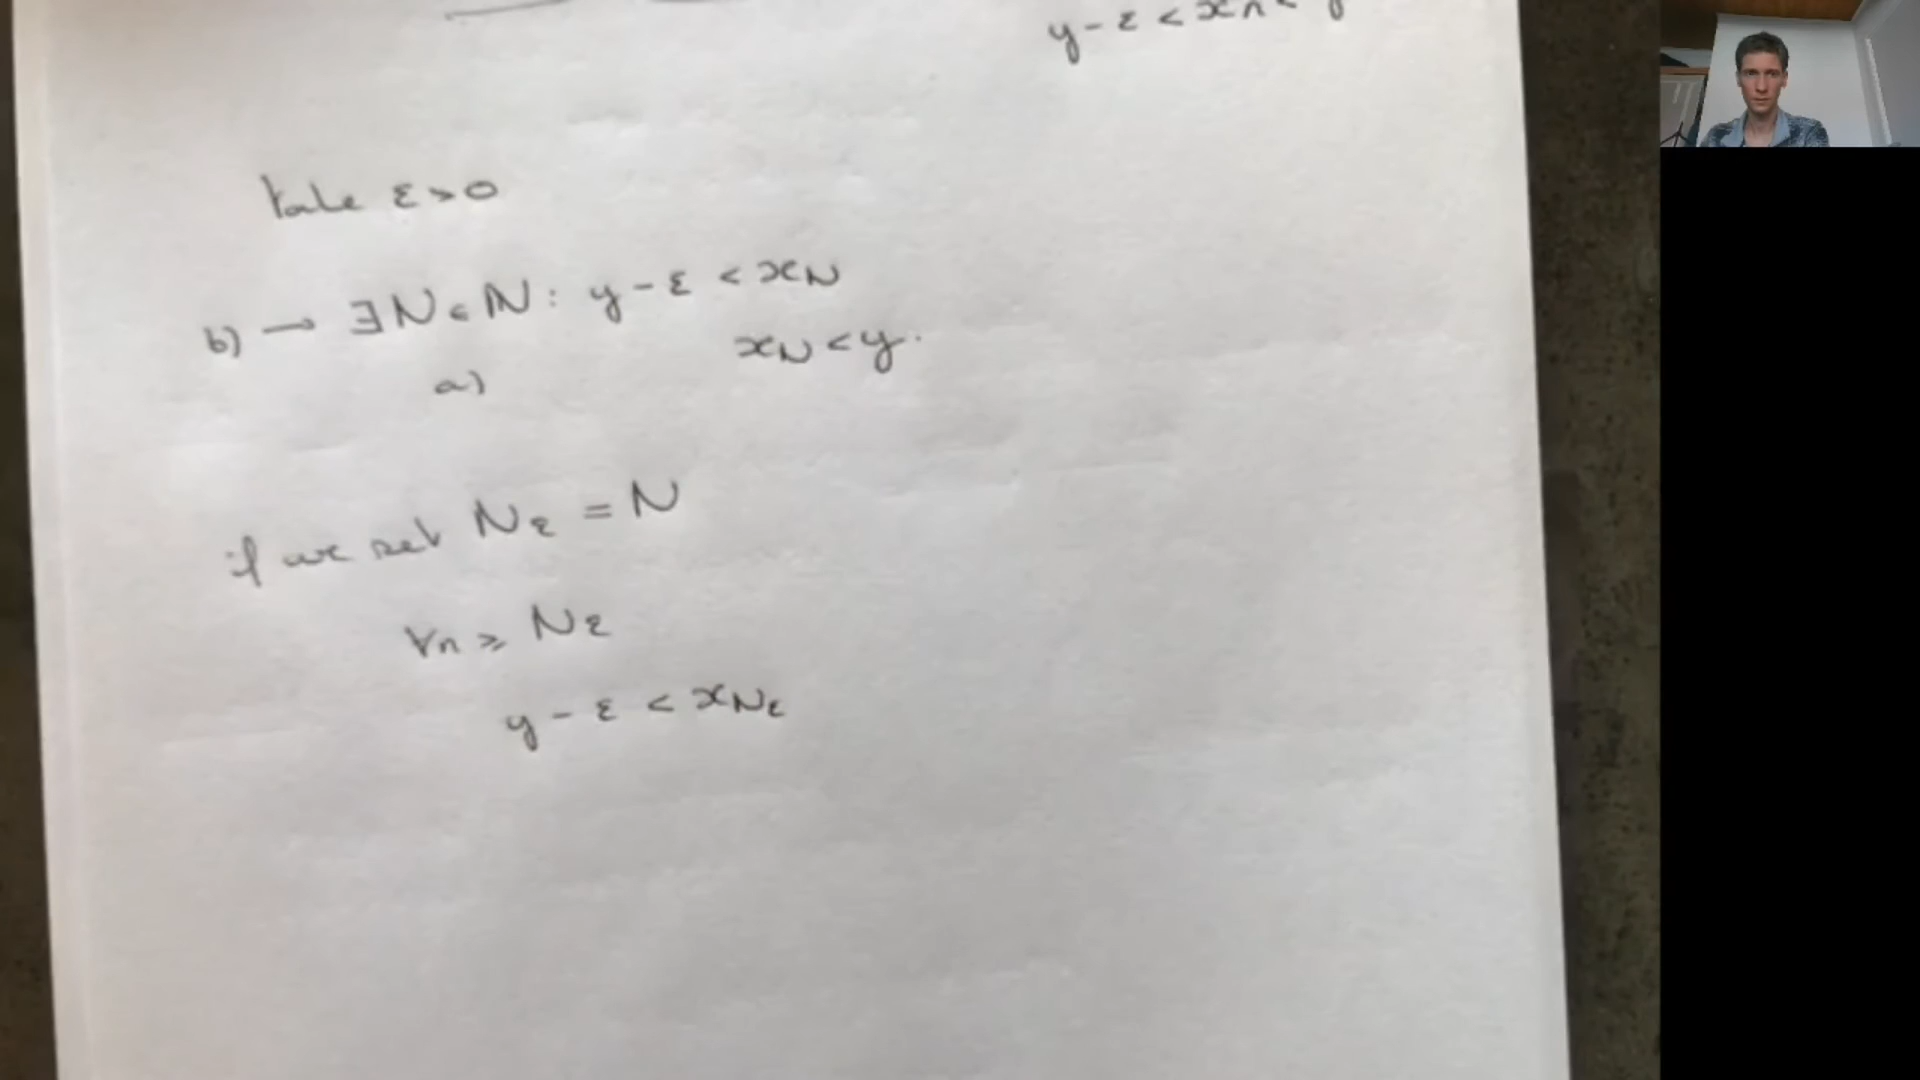 y - ε < xn <
take ε > 0
b) → ∃N ∈ ℕ : y - ε < xN
a) xN < y.
if we set Nε = N
∀n ≥ Nε
y - ε < xNε